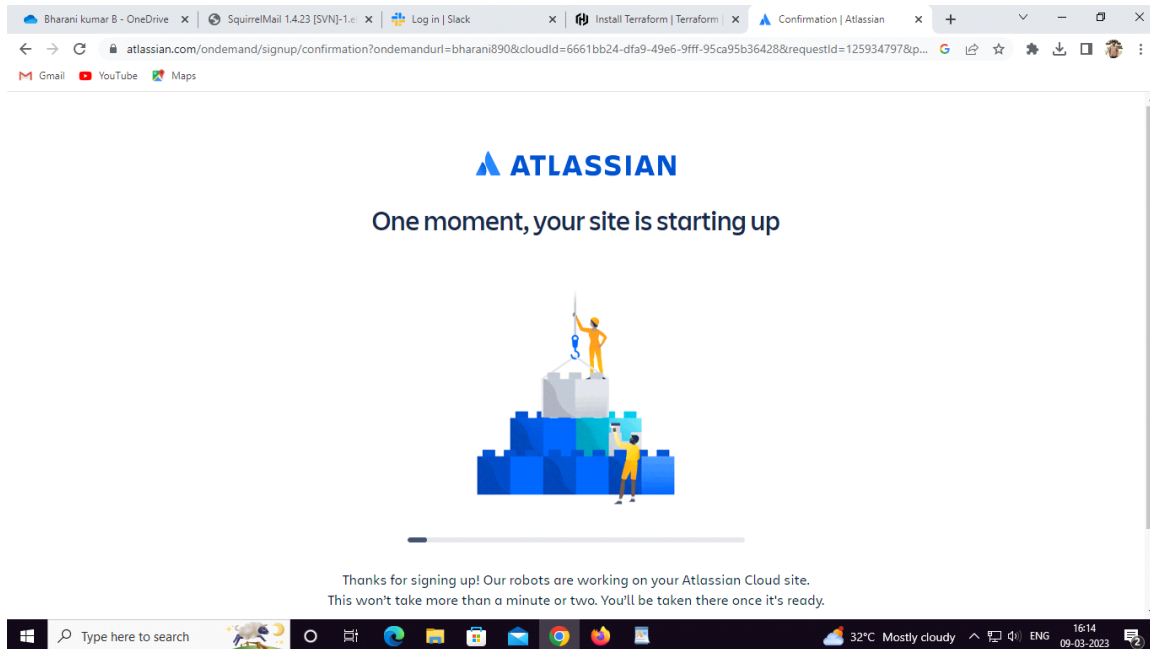 Bharani kumar B - OneDrive
SquirrelMail 1.4.23 [SVN]-1.el
Log in | Slack
Install Terraform | Terraform
Confirmation | Atlassian
atlassian.com/ondemand/signup/confirmation?ondemandurl=bharani890&cloudId=6661bb24-dfa9-49e6-9fff-95ca95b36428&requestId=125934797&p...
Gmail
YouTube
Maps
ATLASSIAN
One moment, your site is starting up
Thanks for signing up! Our robots are working on your Atlassian Cloud site.
This won't take more than a minute or two. You'll be taken there once it's ready.
Type here to search
32°C Mostly cloudy
ENG
16:14
09-03-2023
2